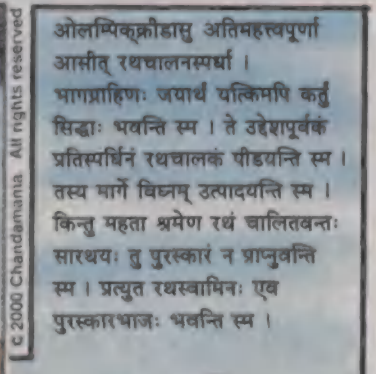 ओलम्पिक्क्रीडासु अतिमहत्त्वपूर्णा
आसीत् रथचालनस्पर्धा ।
भागग्राहिणः जयार्थं यत्किमपि कर्तुं
सिद्धाः भवन्ति स्म । ते उद्देशपूर्वकं
प्रतिस्पर्धिनं रथचालकं पीडयन्ति स्म ।
तस्य मार्गे विघ्नम् उत्पादयन्ति स्म ।
किन्तु महता श्रमेण रथं चालितवन्तः
सारथयः तु पुरस्कारं न प्राप्नुवन्ति
स्म । प्रत्युत रथस्वामिनः एव
पुरस्कारभाजः भवन्ति स्म ।
© 2000 Chandamama All rights reserved